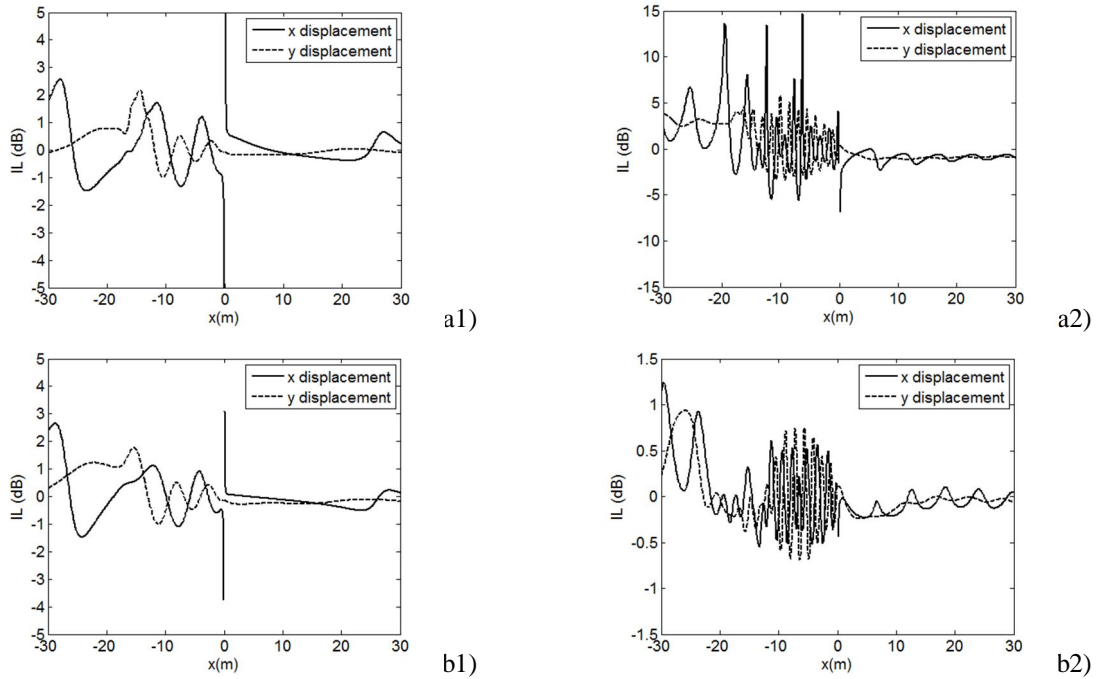 5
4
3
2
1
0
-1
-2
-3
-4
-5
-30 -20 -10 0 10 20 30
IL (dB)
x(m)
x displacement
y displacement
a1)
15
10
5
0
-5
-10
-15
-30 -20 -10 0 10 20 30
IL (dB)
x(m)
x displacement
y displacement
a2)
5
4
3
2
1
0
-1
-2
-3
-4
-5
-30 -20 -10 0 10 20 30
IL (dB)
x(m)
x displacement
y displacement
b1)
1.5
1
0.5
0
-0.5
-1
-1.5
-30 -20 -10 0 10 20 30
IL (dB)
x(m)
x displacement
y displacement
b2)